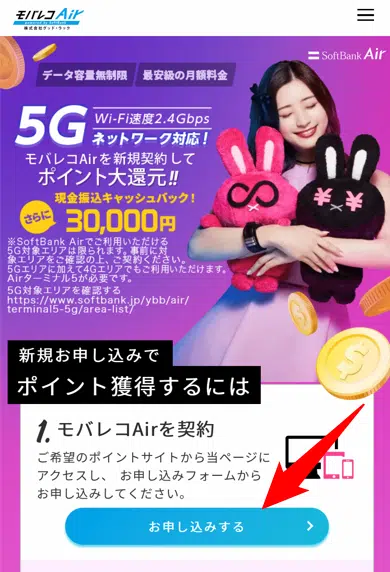 モバレコAir
powered by SoftBank
株式会社グッド・ラック
データ容量無制限
最安級の月額料金
SoftBank Air
5G
Wi-Fi速度2.4Gbps
ネットワーク対応!
モバレコAirを新規契約して
ポイント大還元!!
現金振込キャッシュバック!
さらに
30,000円
※SoftBank Airでご利用いただける
5G対象エリアは限られます。事前に対
象エリアをご確認の上、ご契約ください。
5Gエリアに加えて4Gエリアでもご利用いただけます。
Airターミナル5が必要です。
5G対象エリアを確認する
https://www.softbank.jp/ybb/air/
terminal5-5g/area-list/
¥ ¥
新規お申し込みで
ポイント獲得するには
1. モバレコAirを契約
ご希望のポイントサイトから当ページに
アクセスし、 お申し込みフォームから
お申し込みしてください。
お申し込みする